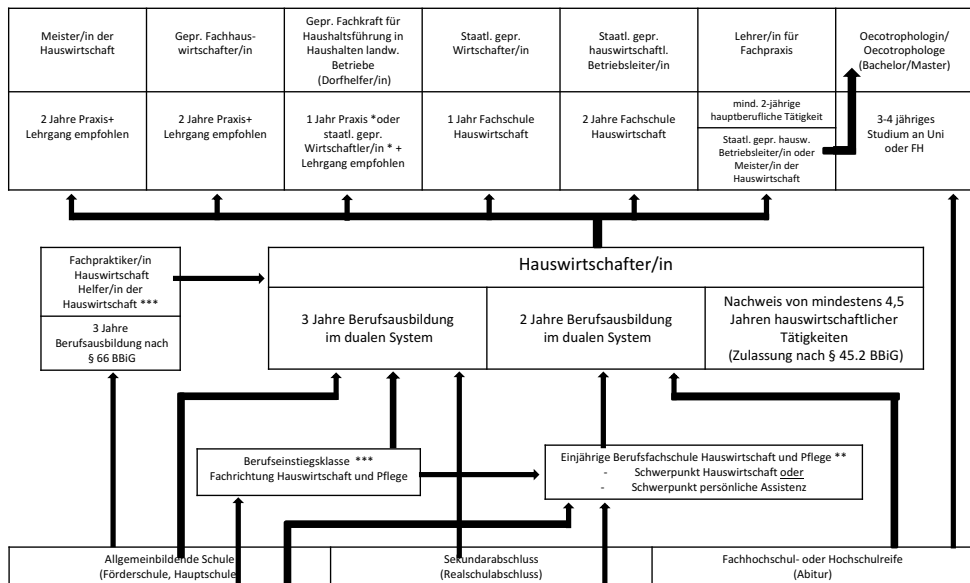 Meister/in der
Hauswirtschaft
Gepr. Fachhaus-
wirtschafter/in
Gepr. Fachkraft für
Haushaltsführung in
Haushalten landw.
Betriebe
(Dorfhelfer/in)
Staatl. gepr.
Wirtschafter/in
Staatl. gepr.
hauswirtschaftl.
Betriebsleiter/in
Lehrer/in für
Fachpraxis
Oecotrophologin/
Oecotrophologe
(Bachelor/Master)
2 Jahre Praxis+
Lehrgang empfohlen
2 Jahre Praxis+
Lehrgang empfohlen
1 Jahr Praxis *oder
staatl. gepr.
Wirtschaftler/in * +
Lehrgang empfohlen
1 Jahr Fachschule
Hauswirtschaft
2 Jahre Fachschule
Hauswirtschaft
mind. 2-jährige
hauptberufliche Tätigkeit
Staatl. gepr. hausw.
Betriebsleiter/in oder
Meister/in der
Hauswirtschaft
3-4 jähriges
Studium an Uni
oder FH
Fachpraktiker/in
Hauswirtschaft
Helfer/in der
Hauswirtschaft ***
3 Jahre
Berufsausbildung nach
§ 66 BBiG
Hauswirtschafter/in
3 Jahre Berufsausbildung
im dualen System
2 Jahre Berufsausbildung
im dualen System
Nachweis von mindestens 4,5
Jahren hauswirtschaftlicher
Tätigkeiten
(Zulassung nach § 45.2 BBiG)
Berufseinstiegsklasse ***
Fachrichtung Hauswirtschaft und Pflege
Einjährige Berufsfachschule Hauswirtschaft und Pflege **
- Schwerpunkt Hauswirtschaft oder
- Schwerpunkt persönliche Assistenz
Allgemeinbildende Schule
(Förderschule, Hauptschule)
Sekundarabschluss
(Realschulabschluss)
Fachhochschul- oder Hochschulreife
(Abitur)